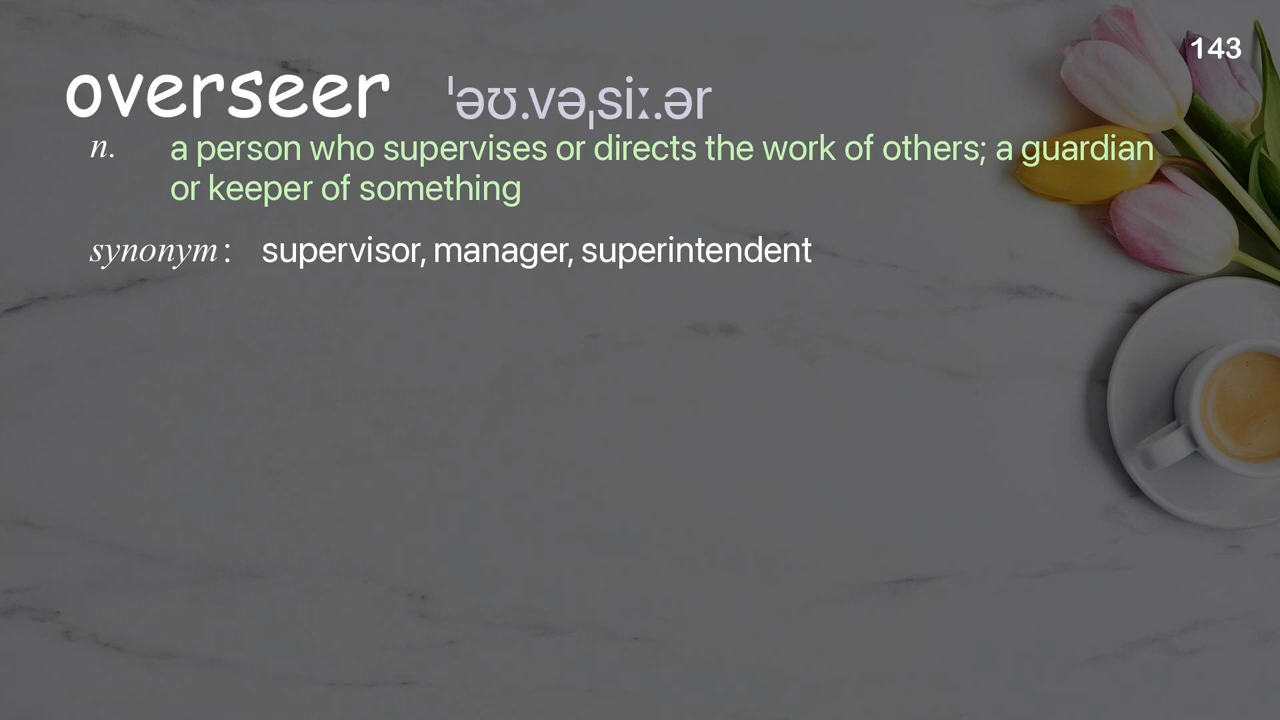 143
overseer ˈəʊ.vəˌsiː.ər
n. a person who supervises or directs the work of others; a guardian
or keeper of something
synonym: supervisor, manager, superintendent